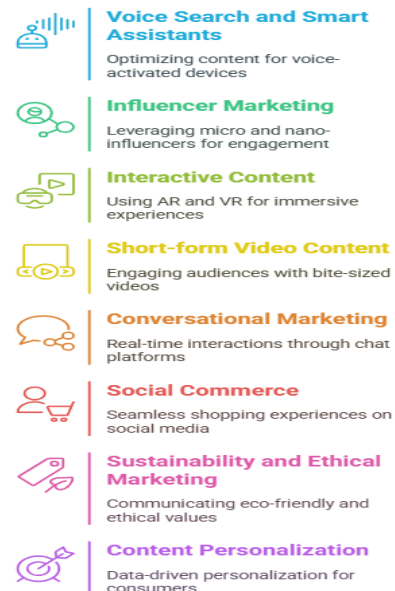 Voice Search and Smart
Assistants
Optimizing content for voice-
activated devices
Influencer Marketing
Leveraging micro and nano-
influencers for engagement
Interactive Content
Using AR and VR for immersive
experiences
Short-form Video Content
Engaging audiences with bite-sized
videos
Conversational Marketing
Real-time interactions through chat
platforms
Social Commerce
Seamless shopping experiences on
social media
Sustainability and Ethical
Marketing
Communicating eco-friendly and
ethical values
Content Personalization
Data-driven personalization for
consumers